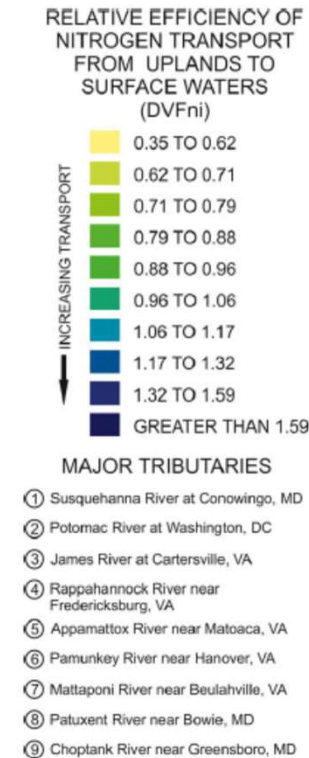 RELATIVE EFFICIENCY OF
NITROGEN TRANSPORT
FROM UPLANDS TO
SURFACE WATERS
(DVFni)
INCREASING TRANSPORT
0.35 TO 0.62
0.62 TO 0.71
0.71 TO 0.79
0.79 TO 0.88
0.88 TO 0.96
0.96 TO 1.06
1.06 TO 1.17
1.17 TO 1.32
1.32 TO 1.59
GREATER THAN 1.59
MAJOR TRIBUTARIES
1 Susquehanna River at Conowingo, MD
2 Potomac River at Washington, DC
3 James River at Cartersville, VA
4 Rappahannock River near
Fredericksburg, VA
5 Appamattox River near Matoaca, VA
6 Pamunkey River near Hanover, VA
7 Mattaponi River near Beulahville, VA
8 Patuxent River near Bowie, MD
9 Choptank River near Greensboro, MD